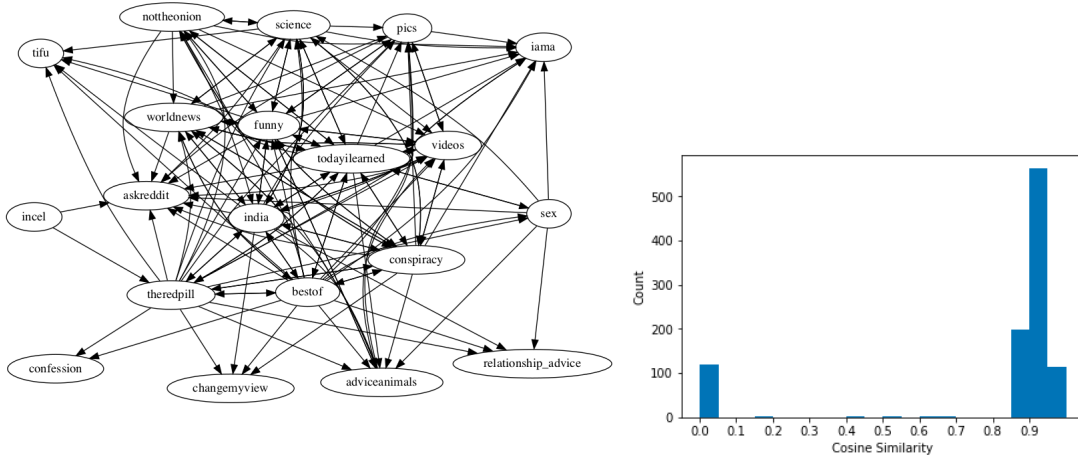 nottheonion
science
pics
iama
tifu
worldnews
funny
videos
todayilearned
askreddit
incel
india
sex
conspiracy
theredpill
bestof
confession
changemyview
adviceanimals
relationship_advice
500
400
300
200
100
0
Count
0.0 0.1 0.2 0.3 0.4 0.5 0.6 0.7 0.8 0.9
Cosine Similarity